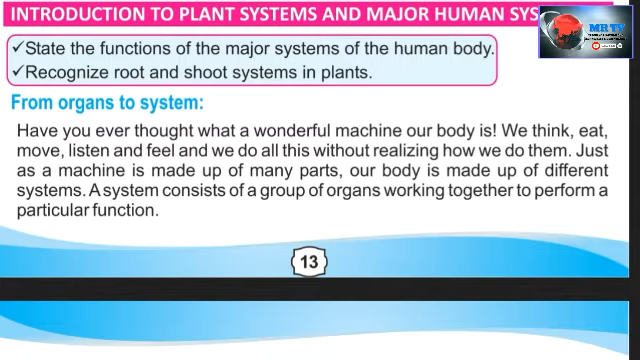 INTRODUCTION TO PLANT SYSTEMS AND MAJOR HUMAN SYS
MR TV
✓State the functions of the major systems of the human body.
✓Recognize root and shoot systems in plants.
From organs to system:
Have you ever thought what a wonderful machine our body is! We think, eat,
move, listen and feel and we do all this without realizing how we do them. Just
as a machine is made up of many parts, our body is made up of different
systems. A system consists of a group of organs working together to perform a
particular function.
13